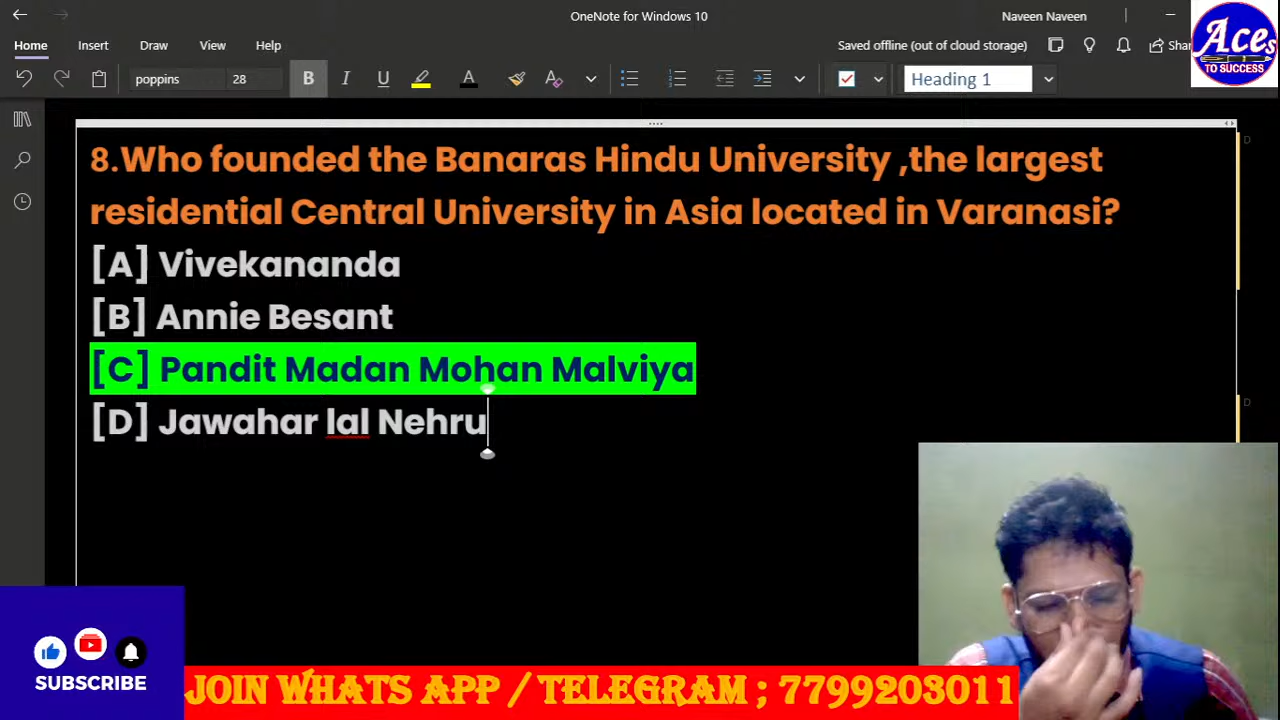 OneNote for Windows 10
Naveen Naveen
Home Insert Draw View Help
Saved offline (out of cloud storage)
Shar
Aces
TO SUCCESS
poppins 28 B I U A A Heading 1
8.Who founded the Banaras Hindu University ,the largest
residential Central University in Asia located in Varanasi?
[A] Vivekananda
[B] Annie Besant
[C] Pandit Madan Mohan Malviya
[D] Jawahar lal Nehru
D
D
SUBSCRIBE
JOIN WHATS APP / TELEGRAM ; 7799203011